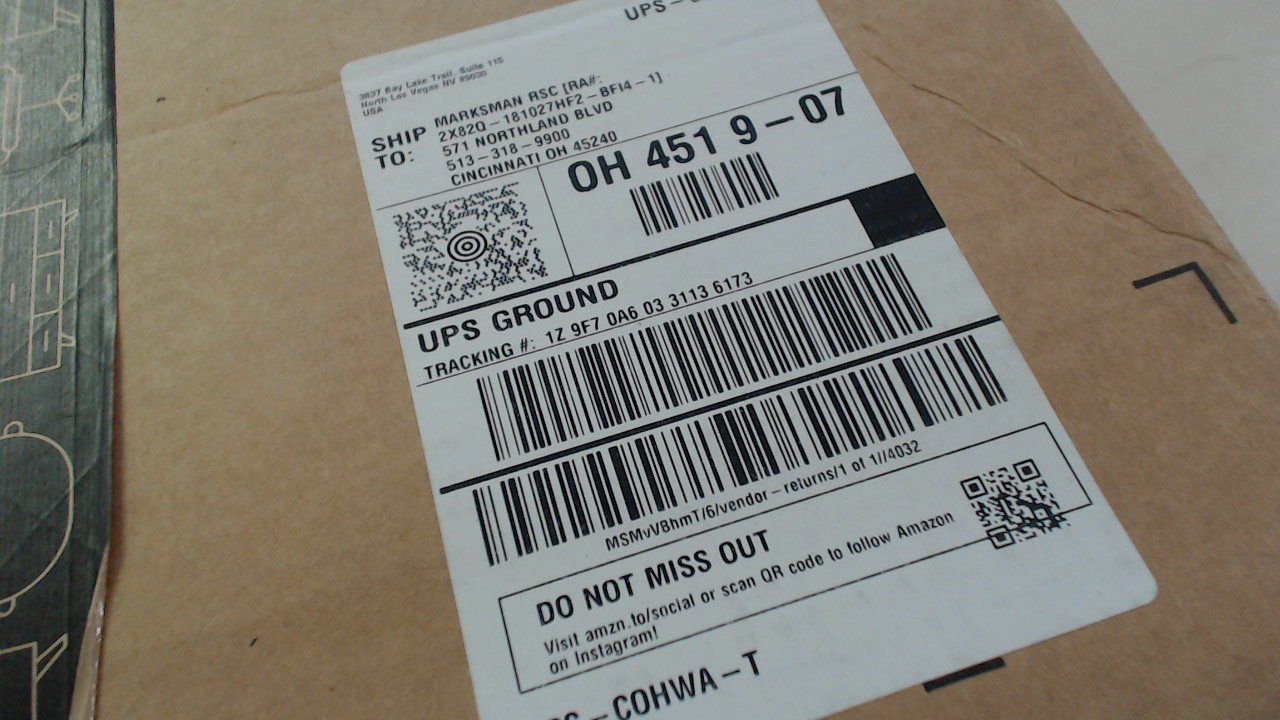 UPS-
3837 Bay Lake Trail, Suite 115
North Las Vegas NV 89030
USA
SHIP TO:
MARKSMAN RSC [RA#:
2X82Q-181027HF2-BFI4-1]
571 NORTHLAND BLVD
513-318-9900
CINCINNATI OH 45240
OH 451 9-07
UPS GROUND
TRACKING #: 1Z 9F7 0A6 03 3113 6173
MSMvVBhmT/6/vendor-returns/1 of 1//4032
DO NOT MISS OUT
Visit amzn.to/social or scan QR code to follow Amazon
on Instagram!
-COHWA-T